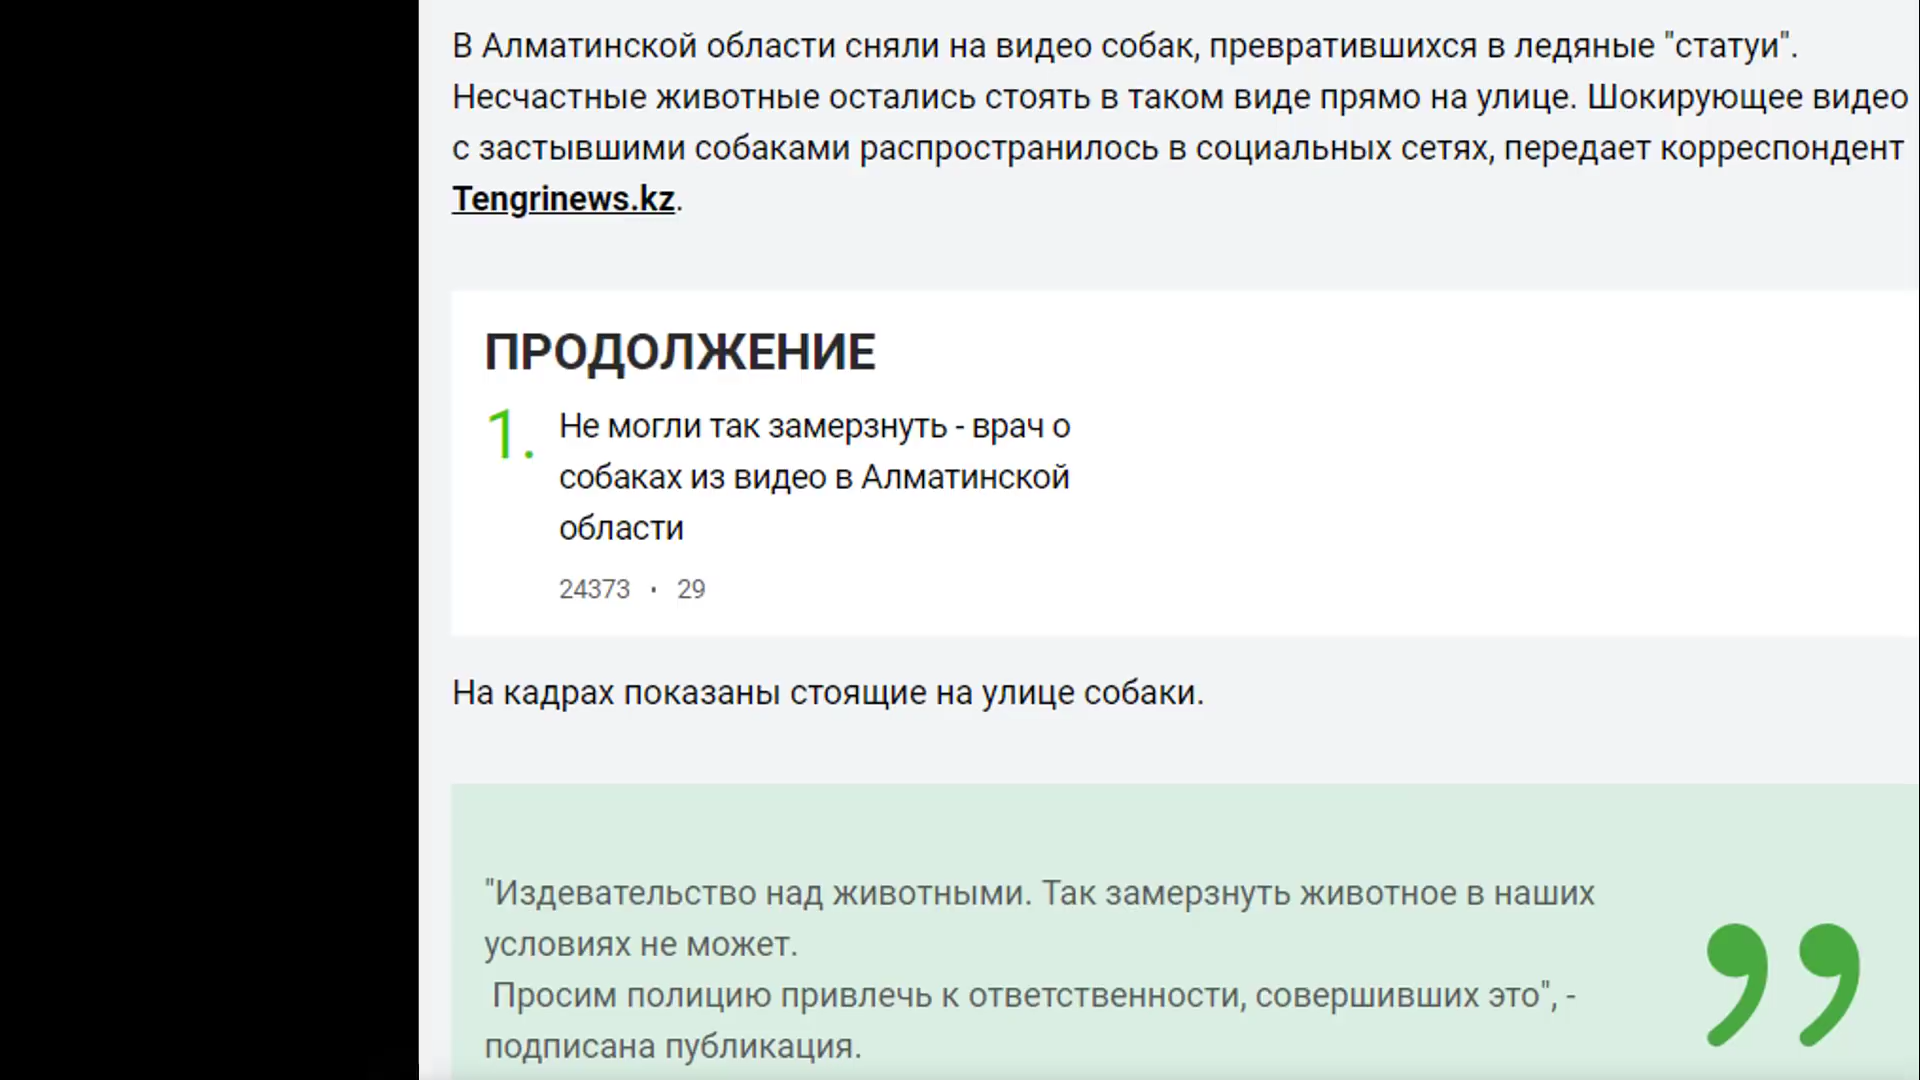 В Алматинской области сняли на видео собак, превратившихся в ледяные "статуи".
Несчастные животные остались стоять в таком виде прямо на улице. Шокирующее видео
с застывшими собаками распространилось в социальных сетях, передает корреспондент
Tengrinews.kz.
ПРОДОЛЖЕНИЕ
1. Не могли так замерзнуть - врач о
собаках из видео в Алматинской
области
24373 · 29
На кадрах показаны стоящие на улице собаки.
"Издевательство над животными. Так замерзнуть животное в наших
условиях не может.
Просим полицию привлечь к ответственности, совершивших это", -
подписана публикация.